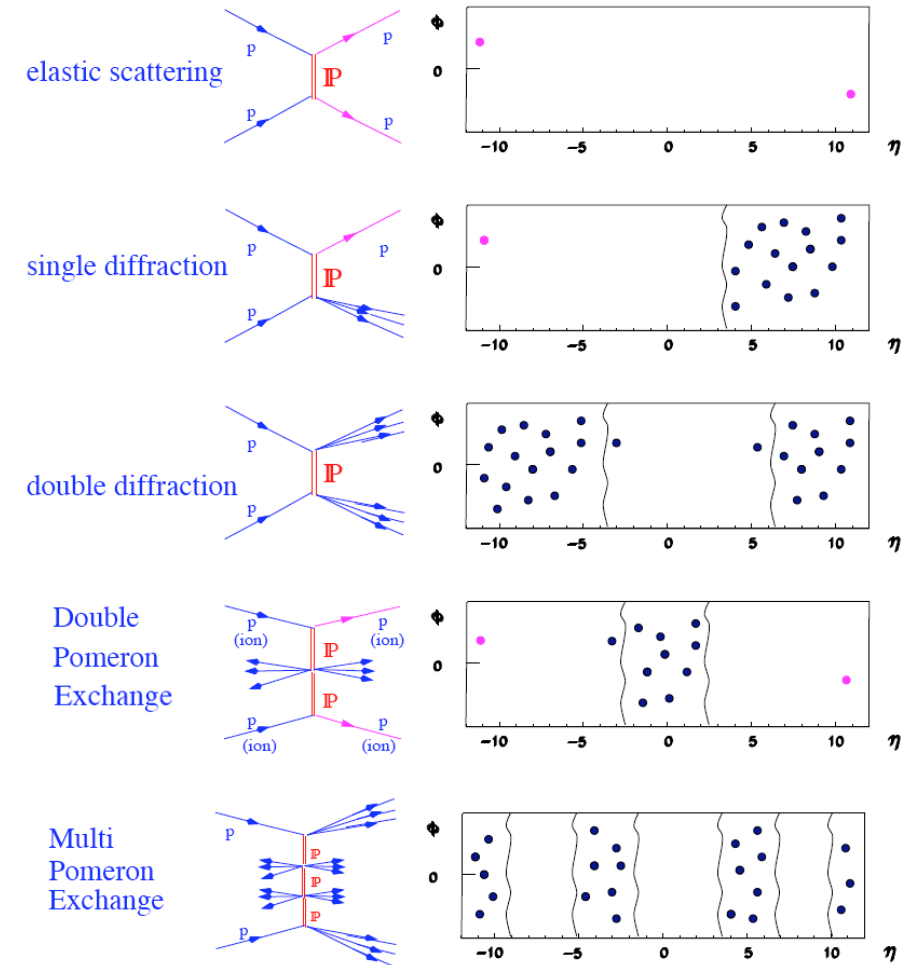 Φ
p p
elastic scattering ℙ 0
p p
−10 −5 0 5 10 η
Φ
p p
single diffraction ℙ 0
p
−10 −5 0 5 10 η
Φ
p
ℙ 0
double diffraction
p
−10 −5 0 5 10 η
Double p p Φ
(ion) (ion)
Pomeron ℙ 0
Exchange ℙ
p p
(ion) (ion)
−10 −5 0 5 10 η
Φ
Multi p
ℙ
Pomeron ℙ 0
Exchange
ℙ
p
−10 −5 0 5 10 η